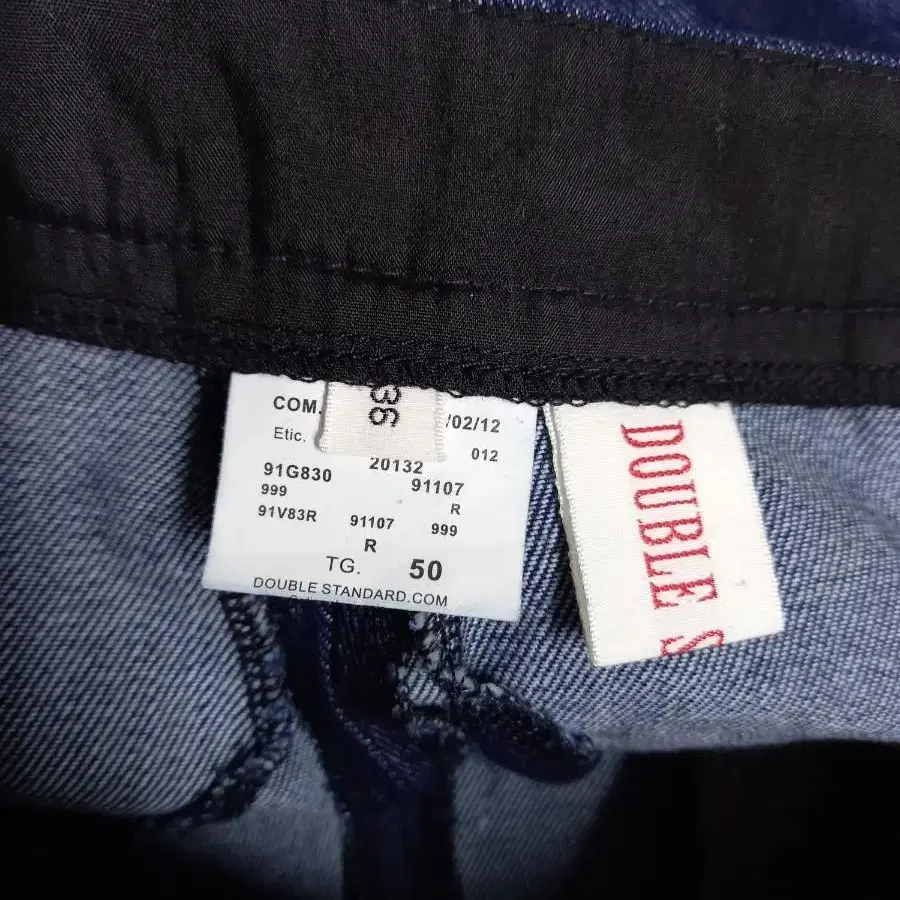 36
COM. /02/12
Etic. 012
91G830 20132 91107
999 R
91V83R 91107 999
R
TG. 50
DOUBLE STANDARD.COM
DOUBLE S